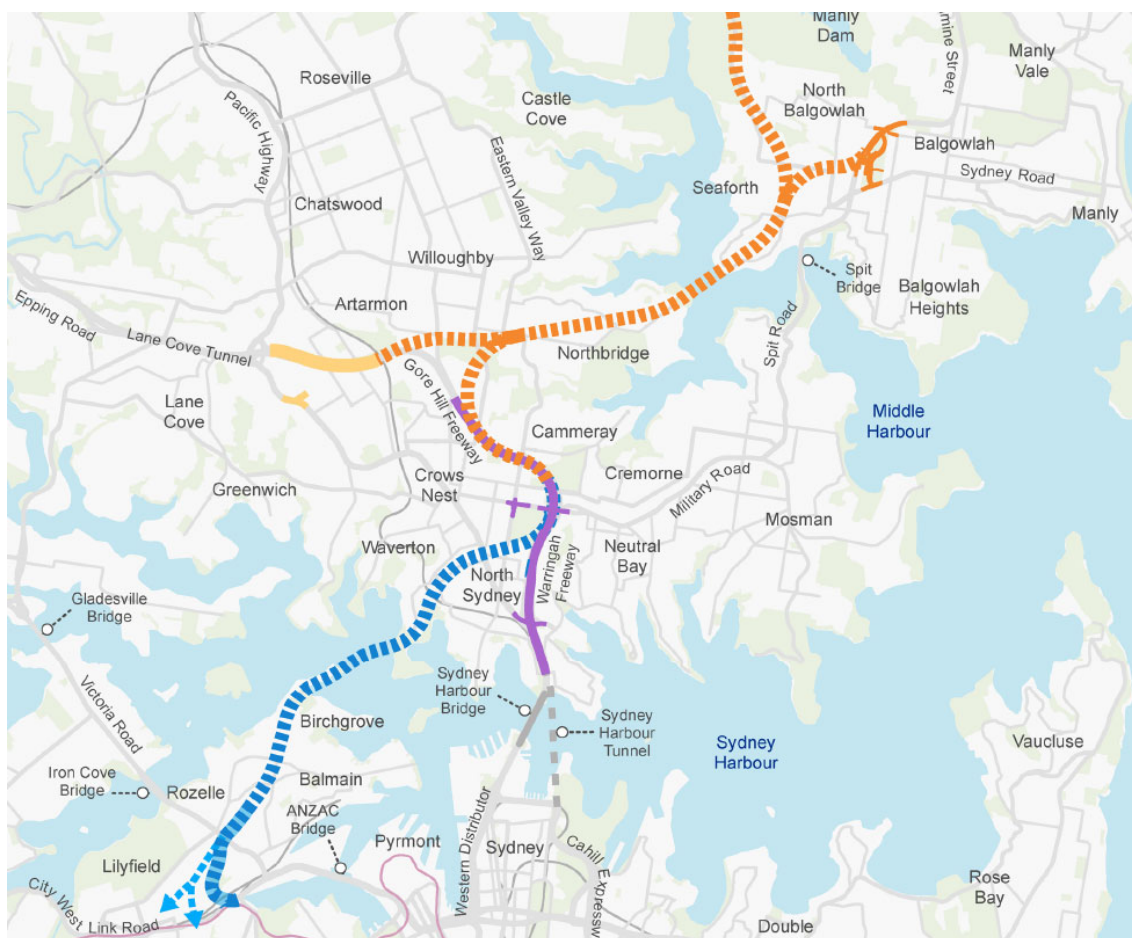 Manly
Dam
mine Street
Manly
Vale
Roseville
Castle
Cove
North
Balgowlah
Balgowlah
Pacific Highway
Eastern Valley Way
Seaforth
Sydney Road
Chatswood
Manly
Willoughby
Spit
Bridge
Balgowlah
Heights
Artarmon
Epping Road
Lane Cove Tunnel
Northbridge
Spit Road
Gore Hill Freeway
Lane
Cove
Middle
Harbour
Cammeray
Crows
Nest
Cremorne
Military Road
Greenwich
Mosman
Waverton
Neutral
Bay
North
Sydney
Warringah
Freeway
Gladesville
Bridge
Sydney
Harbour
Bridge
Victoria Road
Birchgrove
Sydney
Harbour
Tunnel
Sydney
Harbour
Vaucluse
Iron Cove
Bridge
Rozelle
Balmain
ANZAC
Bridge
Pyrmont
Western Distributor
Sydney
Cahill Expressw
Lilyfield
City West
Link Road
Rose
Bay
Double